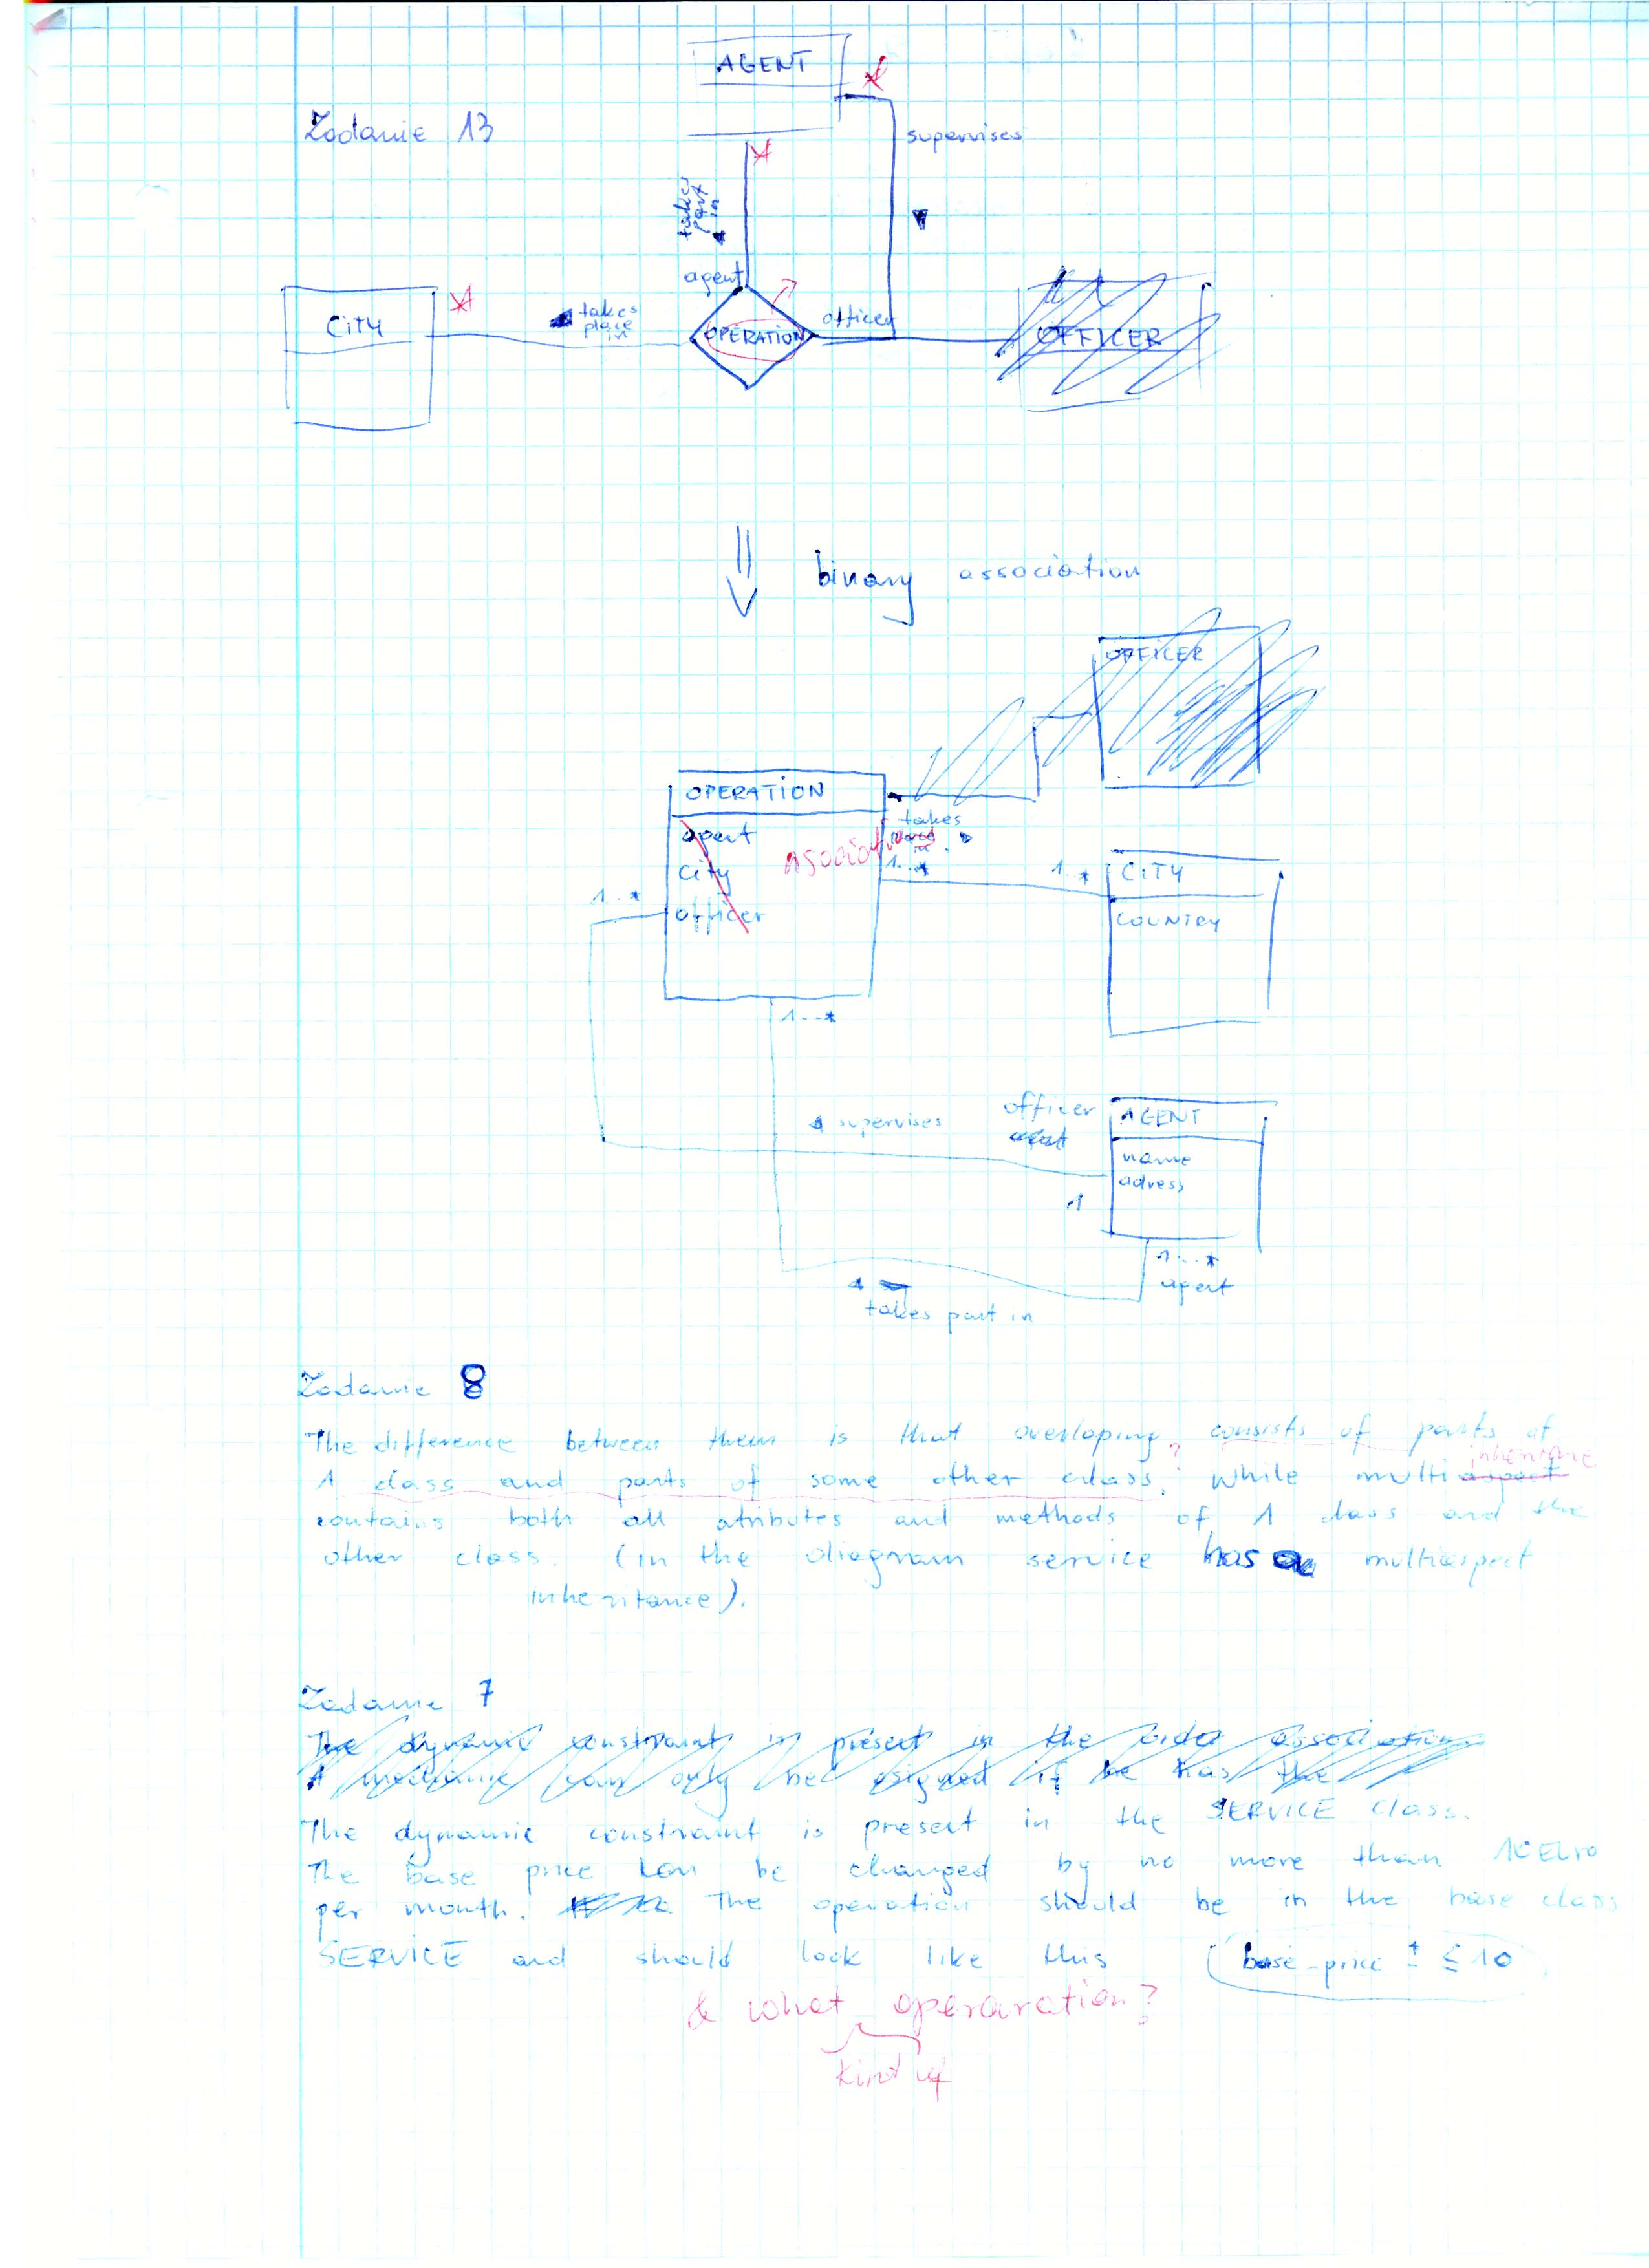 AGENT
Zadanie 13
supervises
takes
part
in
agent
CITY
takes
place
in
OPERATION
officer
OFFICER
binary association
OFFICER
OPERATION
takes
in
agent
city
officer
1..*
1..*
1..*
CITY
COUNTRY
1..*
supervises
officer
AGENT
name
adress
1
1..*
agent
takes part in
Zadanie 8
The difference between them is that overloping ? consists of parts of
1 class and parts of some other class, while multi aspect inheritance
contains both all atributes and methods of 1 class and the
other class. (in the diagram service has a multiaspect
inheritance).
Zadanie 7
The dynamic constraint is present in the order association
A mechanic can only be asigned if he has the
The dynamic constraint is present in the SERVICE class.
The base price can be changed by no more than 10 Euro
per month. The operation should be in the base class
SERVICE and should look like this base-price ± ≤ 10
& what operaration?
kind of